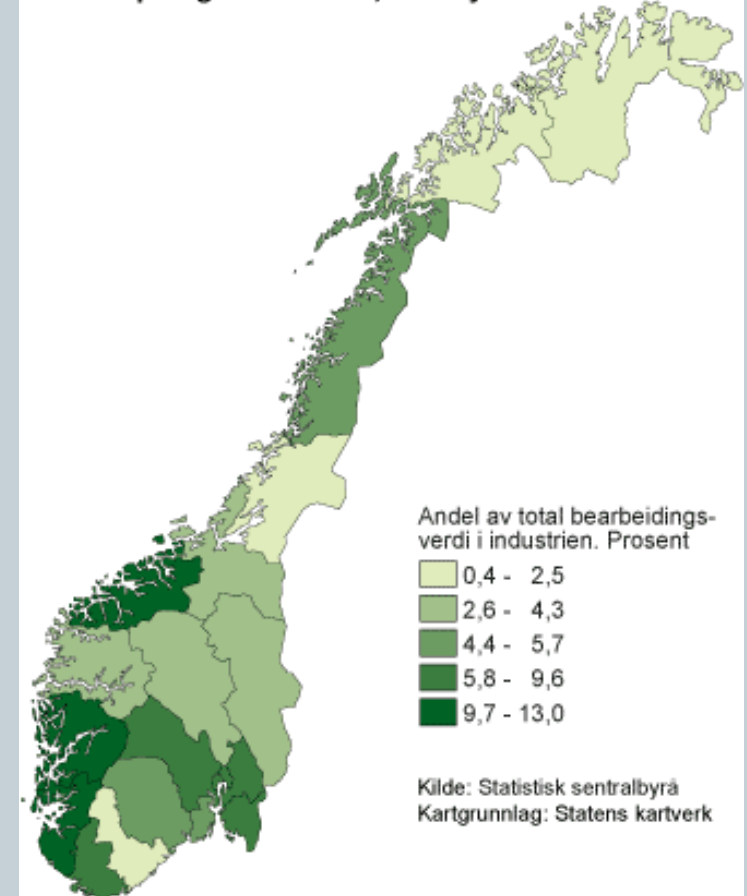 Andel av total bearbeidings-
verdi i industrien. Prosent
0,4 - 2,5
2,6 - 4,3
4,4 - 5,7
5,8 - 9,6
9,7 - 13,0
Kilde: Statistisk sentralbyrå
Kartgrunnlag: Statens kartverk